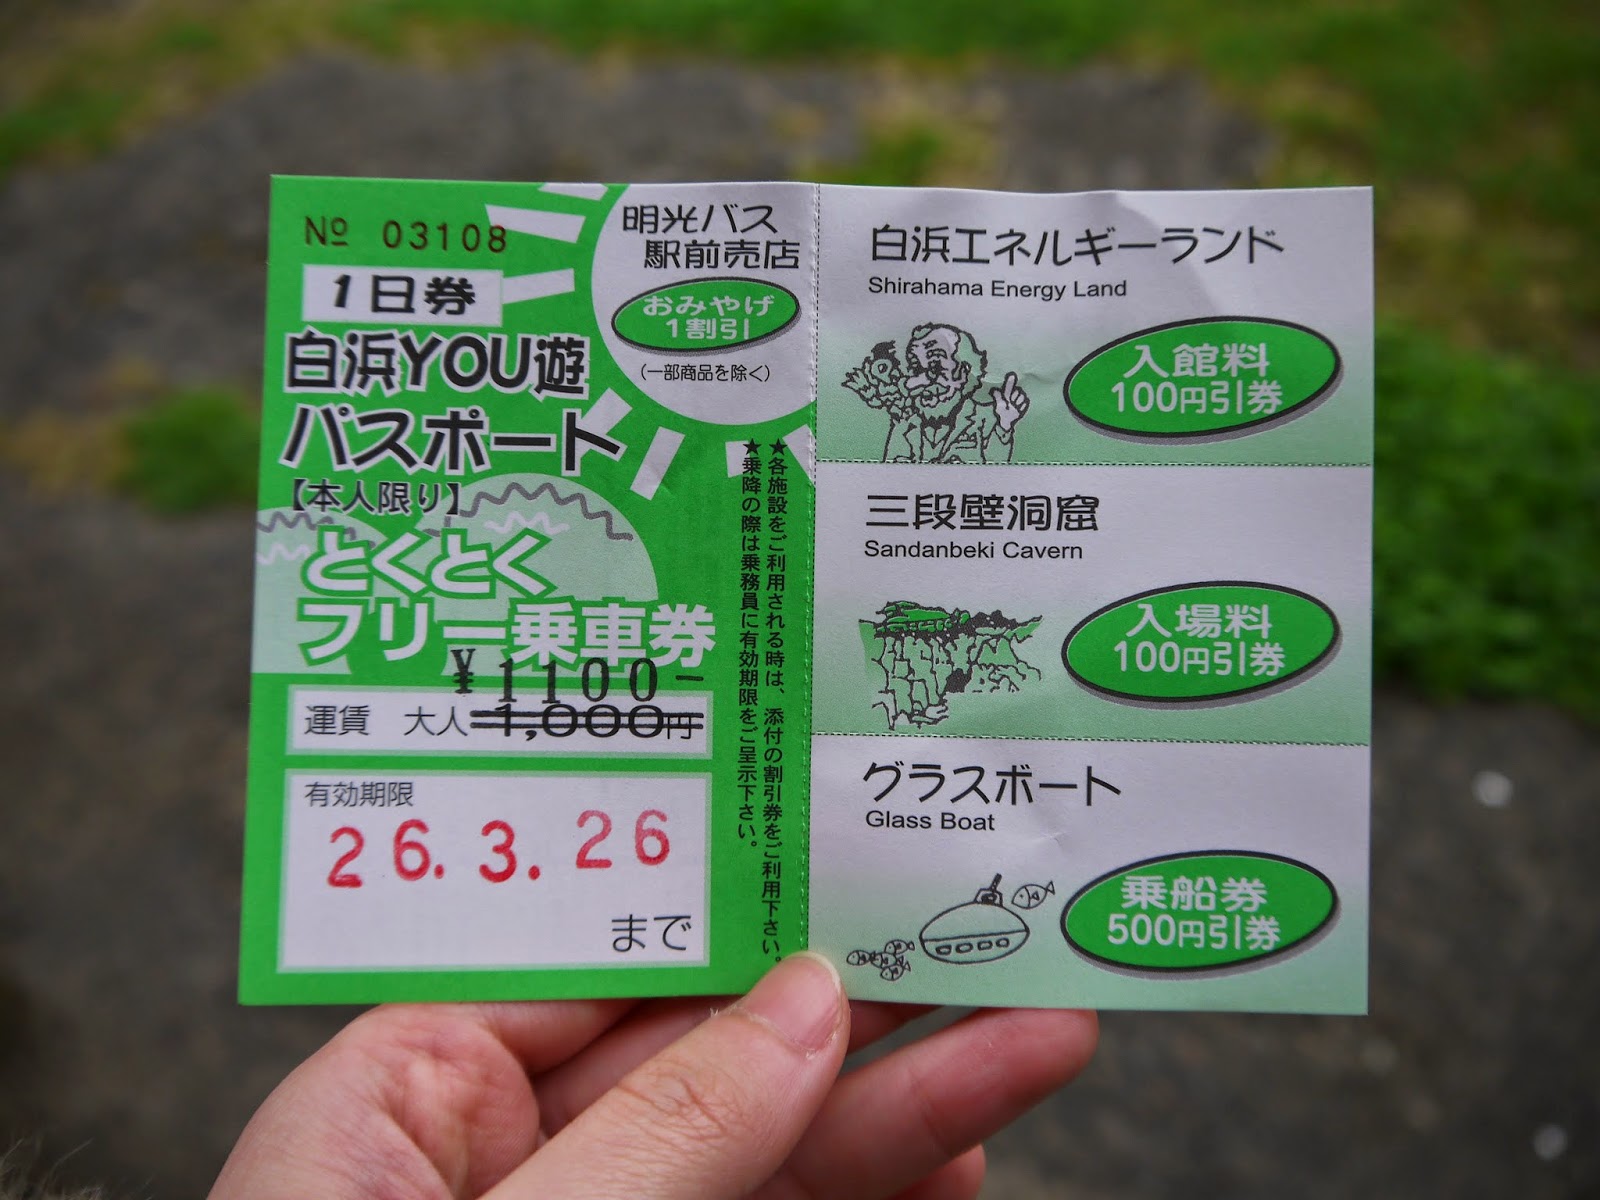 № 03108
1日券
白浜YOU遊
パスポート
【本人限り】
とくとく
フリー乗車券
¥1100-
運賃 大人 1,000円
有効期限
26.3.26
まで
明光バス
駅前売店
おみやげ
1割引
(一部商品を除く)
★各施設をご利用される時は、添付の割引券をご利用下さい。
★乗降の際は乗務員に有効期限をご呈示下さい。
白浜エネルギーランド
Shirahama Energy Land
入館料
100円引券
三段壁洞窟
Sandanbeki Cavern
入場料
100円引券
グラスボート
Glass Boat
乗船券
500円引券